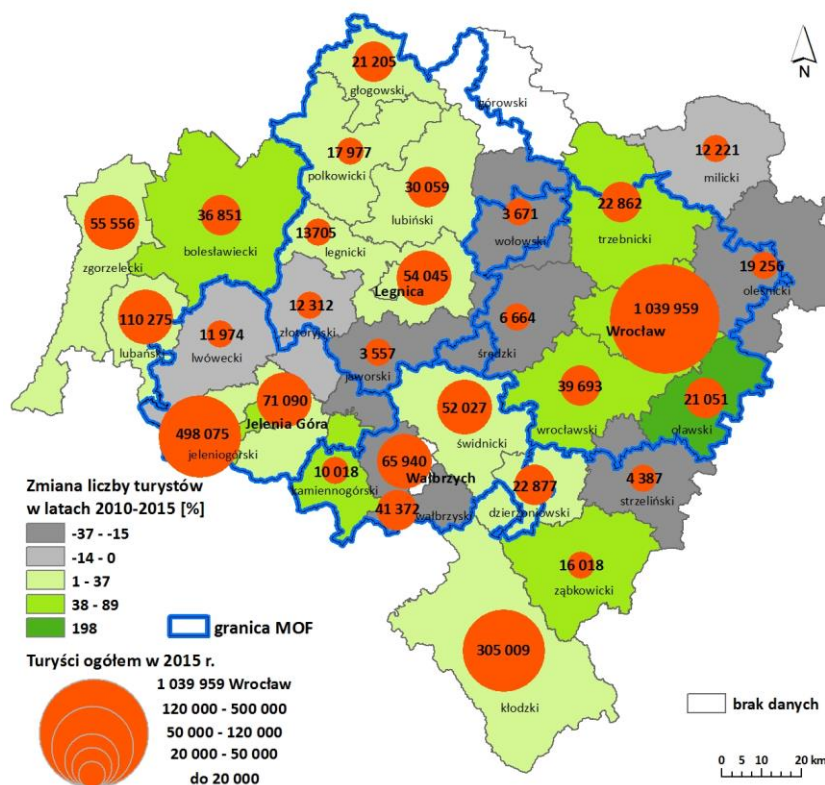 21 205
głogowski
N
górowski
17 977
polkowicki
12 221
milicki
30 059
lubiński
3 671
wołowski
22 862
trzebnicki
55 556
zgorzelecki
36 851
bolesławiecki
13705
legnicki
54 045
Legnica
19 256
oleśnicki
1 039 959
Wrocław
110 275
lubański
11 974
lwówecki
12 312
złotoryjski
6 664
średzki
3 557
jaworski
71 090
Jelenia Góra
52 027
świdnicki
39 693
wrocławski
21 051
oławski
498 075
jeleniogórski
10 018
kamiennogórski
65 940
Wałbrzych
41 372
wałbrzyski
22 877
dzierżoniowski
4 387
strzeliński
16 018
ząbkowicki
305 009
kłodzki
Zmiana liczby turystów
w latach 2010-2015 [%]
-37 - -15
-14 - 0
1 - 37
38 - 89
198
granica MOF
Turyści ogółem w 2015 r.
1 039 959 Wrocław
120 000 - 500 000
50 000 - 120 000
20 000 - 50 000
do 20 000
brak danych
0 5 10 20 km